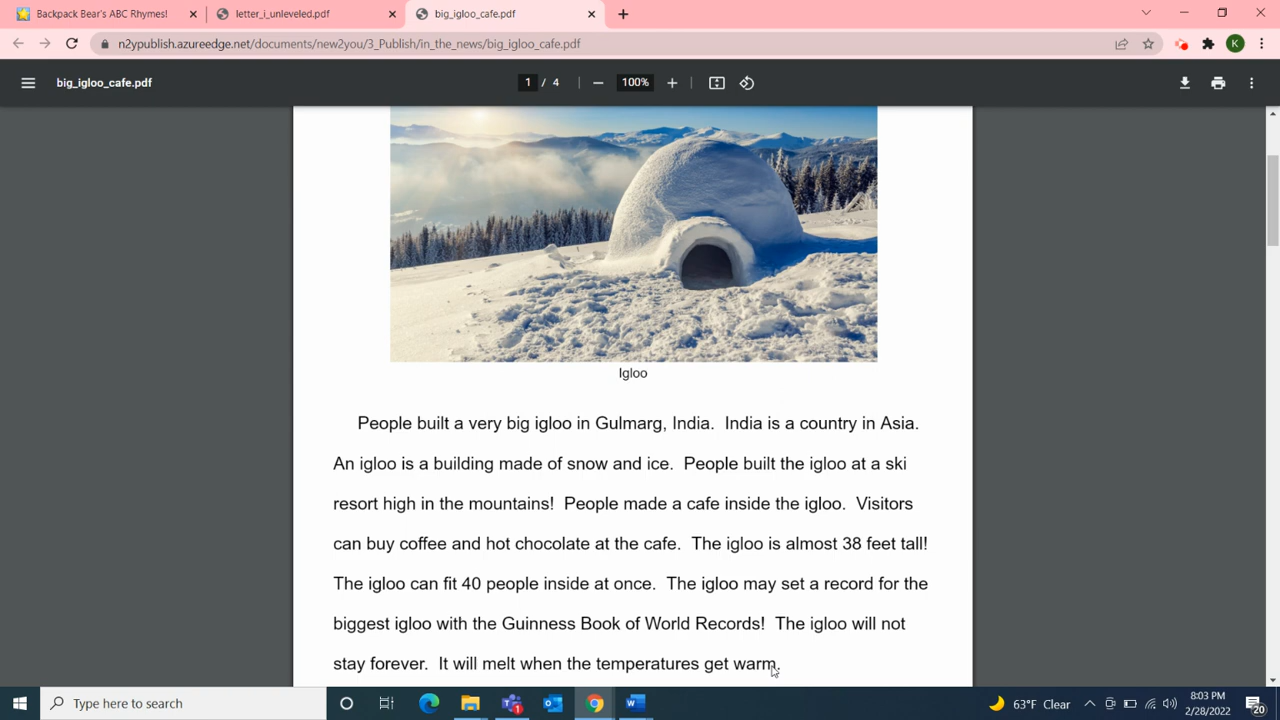 Backpack Bear's ABC Rhymes!
letter_i_unleveled.pdf
big_igloo_cafe.pdf
n2ypublish.azureedge.net/documents/new2you/3_Publish/in_the_news/big_igloo_cafe.pdf
K
big_igloo_cafe.pdf
1 / 4
100%
Igloo
People built a very big igloo in Gulmarg, India. India is a country in Asia.
An igloo is a building made of snow and ice. People built the igloo at a ski
resort high in the mountains! People made a cafe inside the igloo. Visitors
can buy coffee and hot chocolate at the cafe. The igloo is almost 38 feet tall!
The igloo can fit 40 people inside at once. The igloo may set a record for the
biggest igloo with the Guinness Book of World Records! The igloo will not
stay forever. It will melt when the temperatures get warm.
Type here to search
63°F Clear
8:03 PM
2/28/2022
20